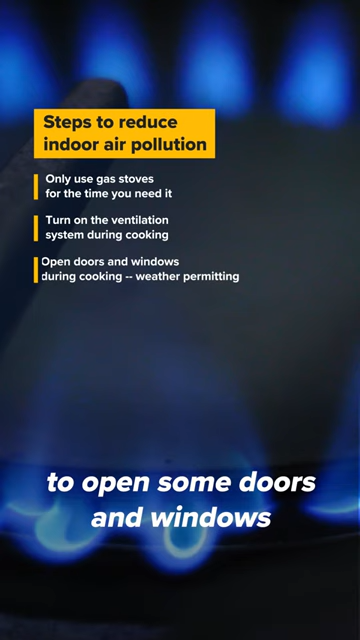 Steps to reduce
indoor air pollution
Only use gas stoves
for the time you need it
Turn on the ventilation
system during cooking
Open doors and windows
during cooking -- weather permitting
to open some doors
and windows